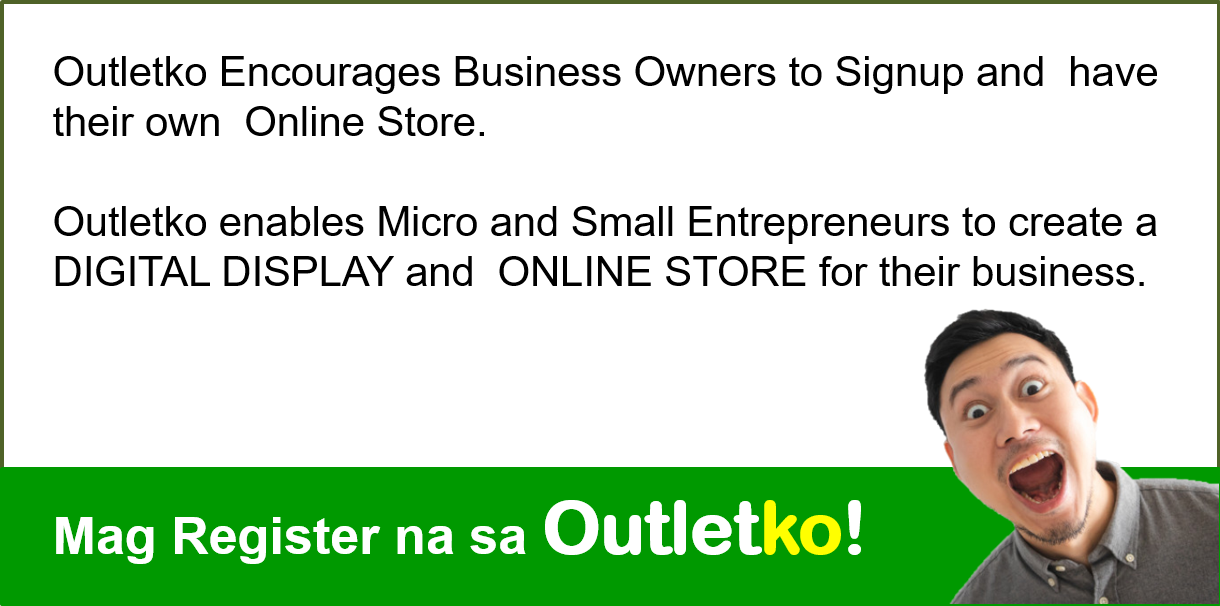 Outletko Encourages Business Owners to Signup and  have
their own  Online Store.
Outletko enables Micro and Small Entrepreneurs to create a
DIGITAL DISPLAY and  ONLINE STORE for their business.
Mag Register na sa Outletko!